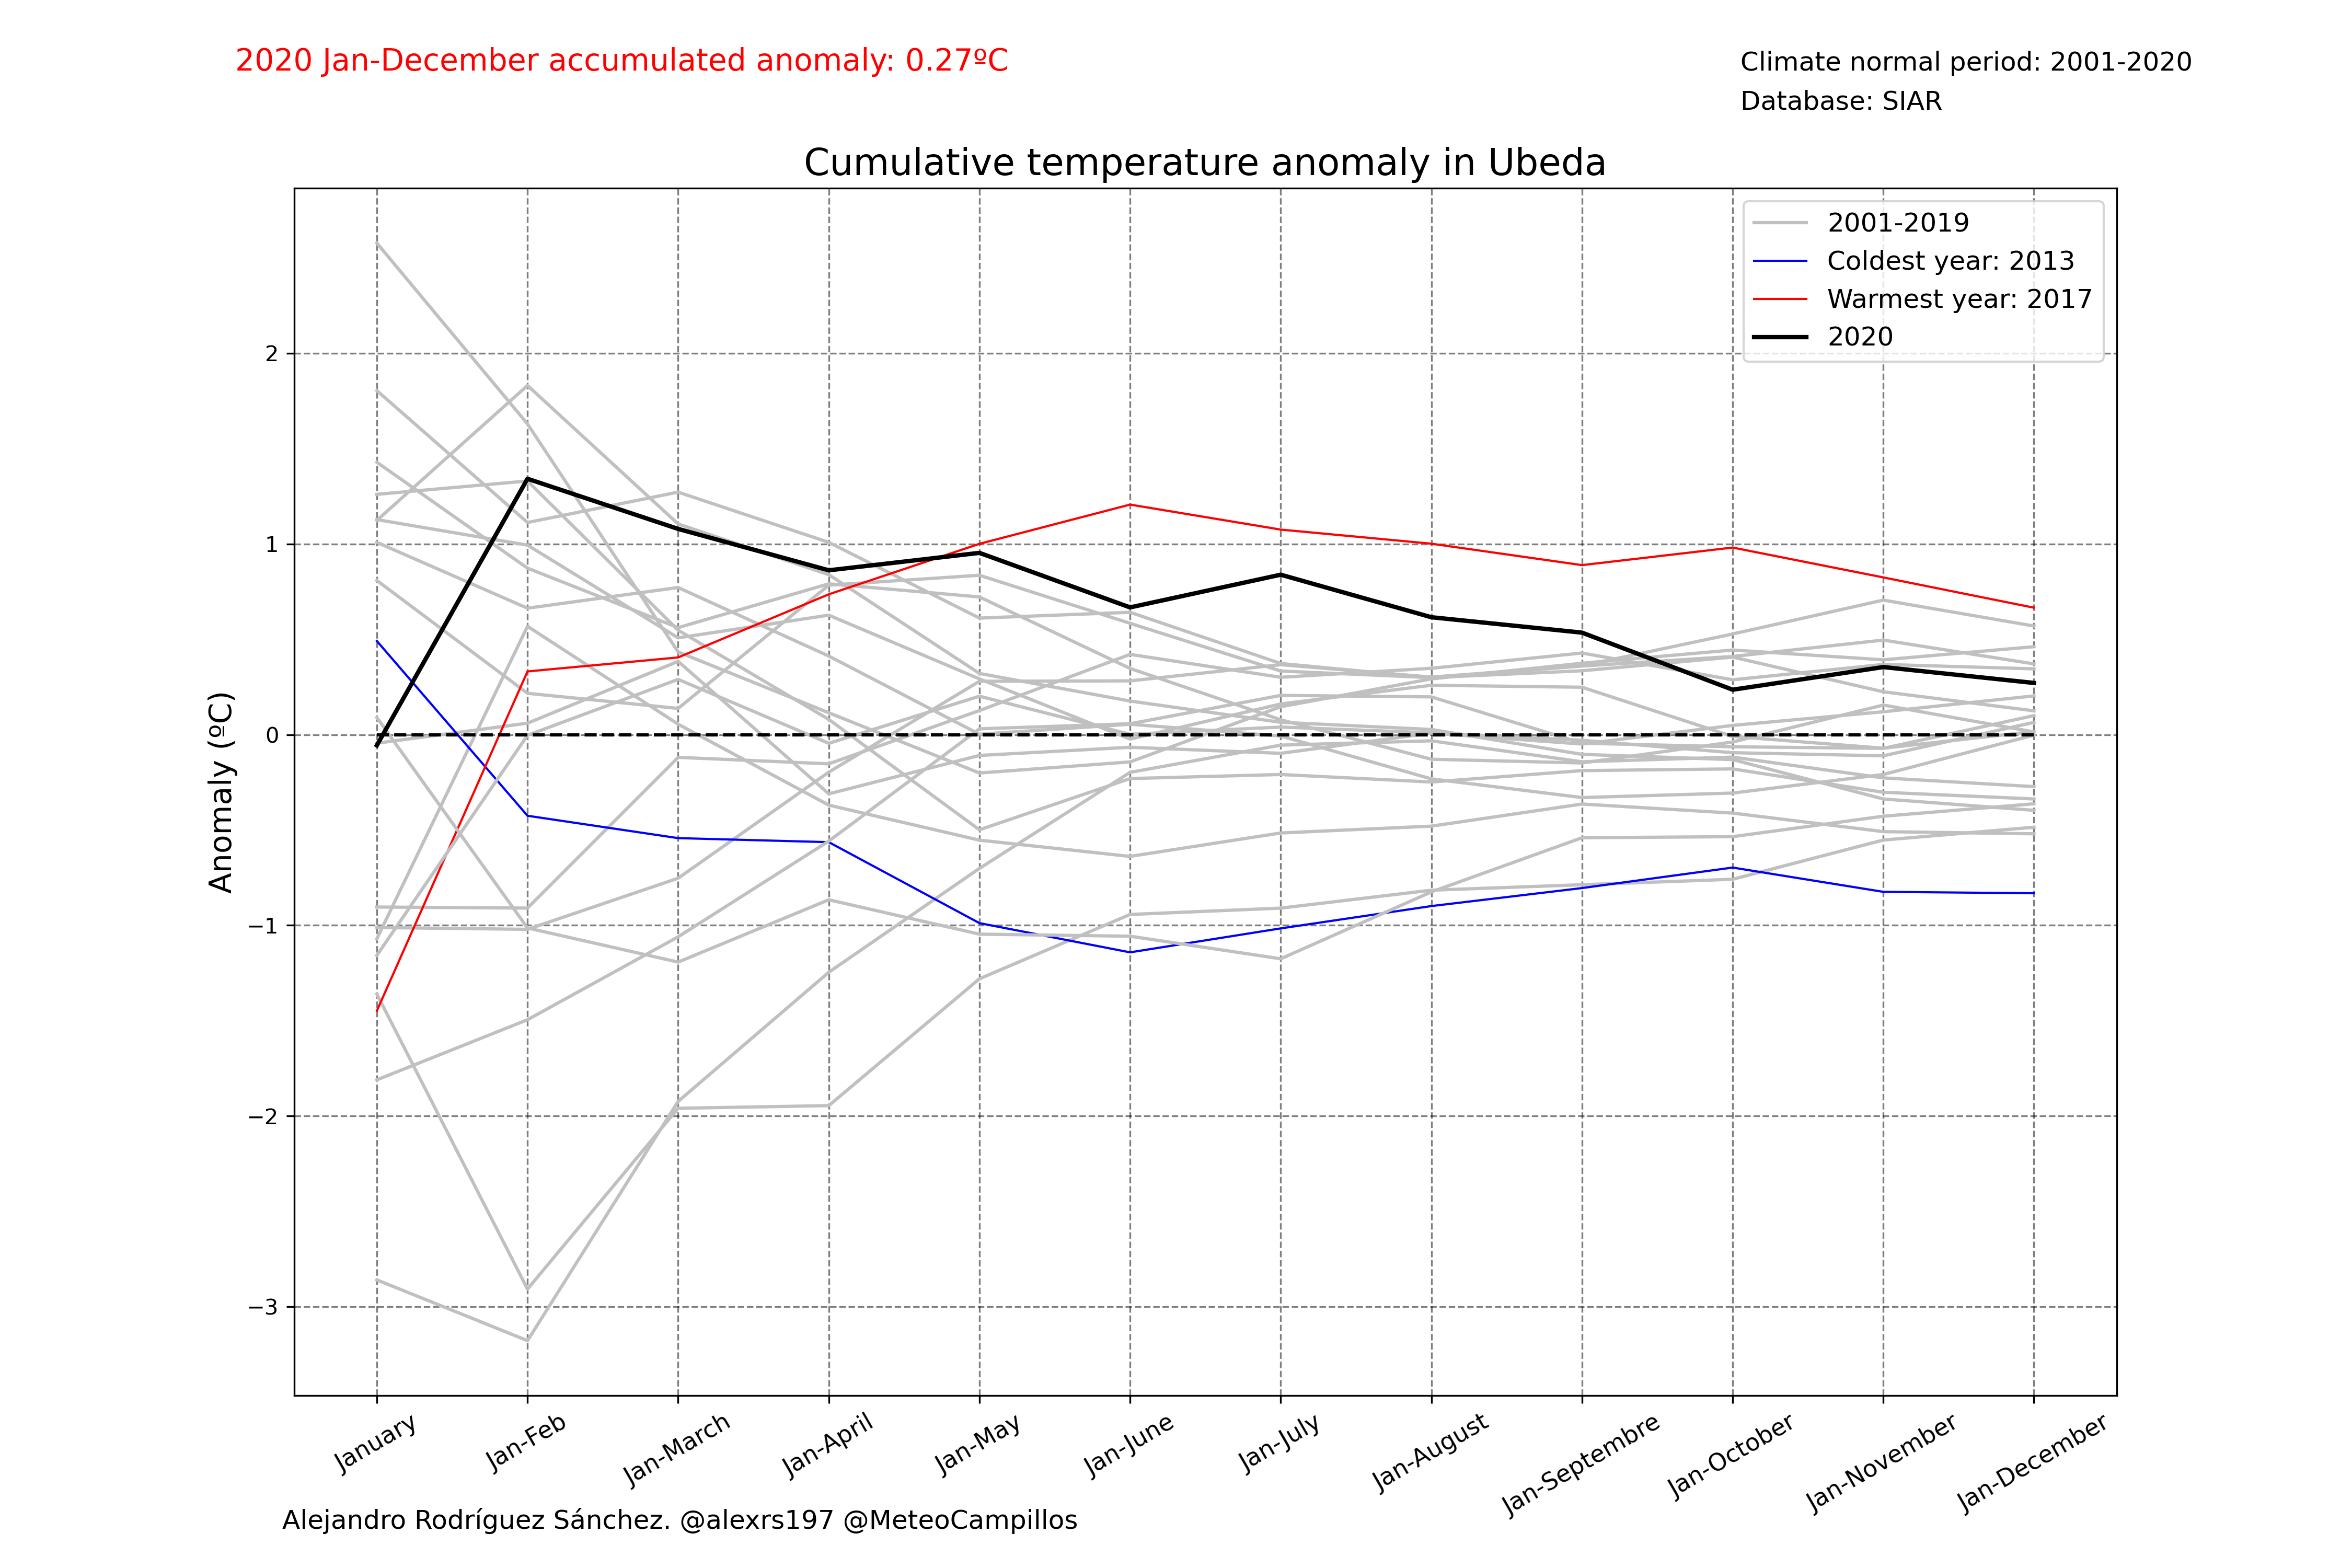 2020 Jan-December accumulated anomaly: 0.27ºC
Climate normal period: 2001-2020
Database: SIAR
Cumulative temperature anomaly in Ubeda
2001-2019
Coldest year: 2013
Warmest year: 2017
2020
Anomaly (ºC)
2
1
0
−1
−2
−3
January
Jan-Feb
Jan-March
Jan-April
Jan-May
Jan-June
Jan-July
Jan-August
Jan-Septembre
Jan-October
Jan-November
Jan-December
Alejandro Rodríguez Sánchez. @alexrs197 @MeteoCampillos